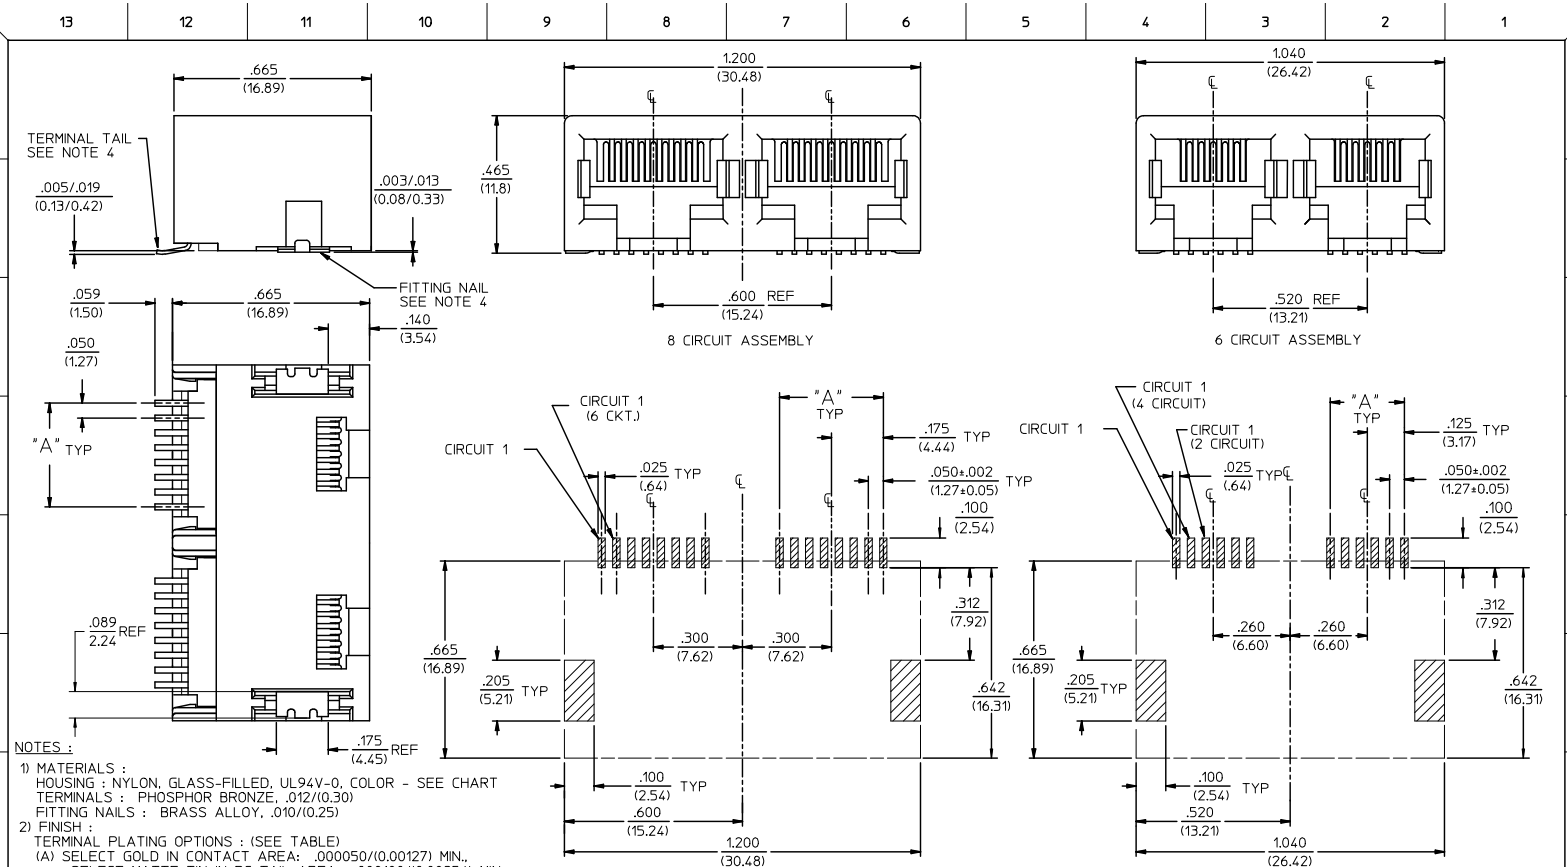 13 12 11 10 9 8 7 6 5 4 3 2 1
.665
(16.89)
TERMINAL TAIL
SEE NOTE 4
.005/.019
(0.13/0.42)
.003/.013
(0.08/0.33)
FITTING NAIL
SEE NOTE 4
1.200
(30.48)
℄ ℄
.465
(11.8)
.600 REF
(15.24)
8 CIRCUIT ASSEMBLY
1.040
(26.42)
℄ ℄
.520 REF
(13.21)
6 CIRCUIT ASSEMBLY
.059
(1.50)
.665
(16.89)
.140
(3.54)
.050
(1.27)
"A" TYP
.089 REF
2.24
.175 REF
(4.45)
CIRCUIT 1
(6 CKT.)
CIRCUIT 1
"A"
TYP
.175 TYP
(4.44)
.025 TYP
(.64)
℄ ℄ ℄
.050±.002 TYP
(1.27±0.05)
.100
(2.54)
.312
(7.92)
.300
(7.62)
.300
(7.62)
.665
(16.89)
.205 TYP
(5.21)
.642
(16.31)
.100 TYP
(2.54)
.600
(15.24)
1.200
(30.48)
CIRCUIT 1
(4 CIRCUIT)
CIRCUIT 1
CIRCUIT 1
(2 CIRCUIT)
"A"
TYP
.125 TYP
(3.17)
.025 TYP
(.64)
℄ ℄ ℄
.050±.002
(1.27±0.05)
.100
(2.54)
.312
(7.92)
.260
(6.60)
.260
(6.60)
.665
(16.89)
.205 TYP
(5.21)
.642
(16.31)
.100 TYP
(2.54)
.520
(13.21)
1.040
(26.42)
NOTES :
1) MATERIALS :
HOUSING : NYLON, GLASS-FILLED, UL94V-0, COLOR - SEE CHART
TERMINALS : PHOSPHOR BRONZE, .012/(0.30)
FITTING NAILS : BRASS ALLOY, .010/(0.25)
2) FINISH :
TERMINAL PLATING OPTIONS : (SEE TABLE)
(A) SELECT GOLD IN CONTACT AREA: .000050/(0.00127) MIN.,